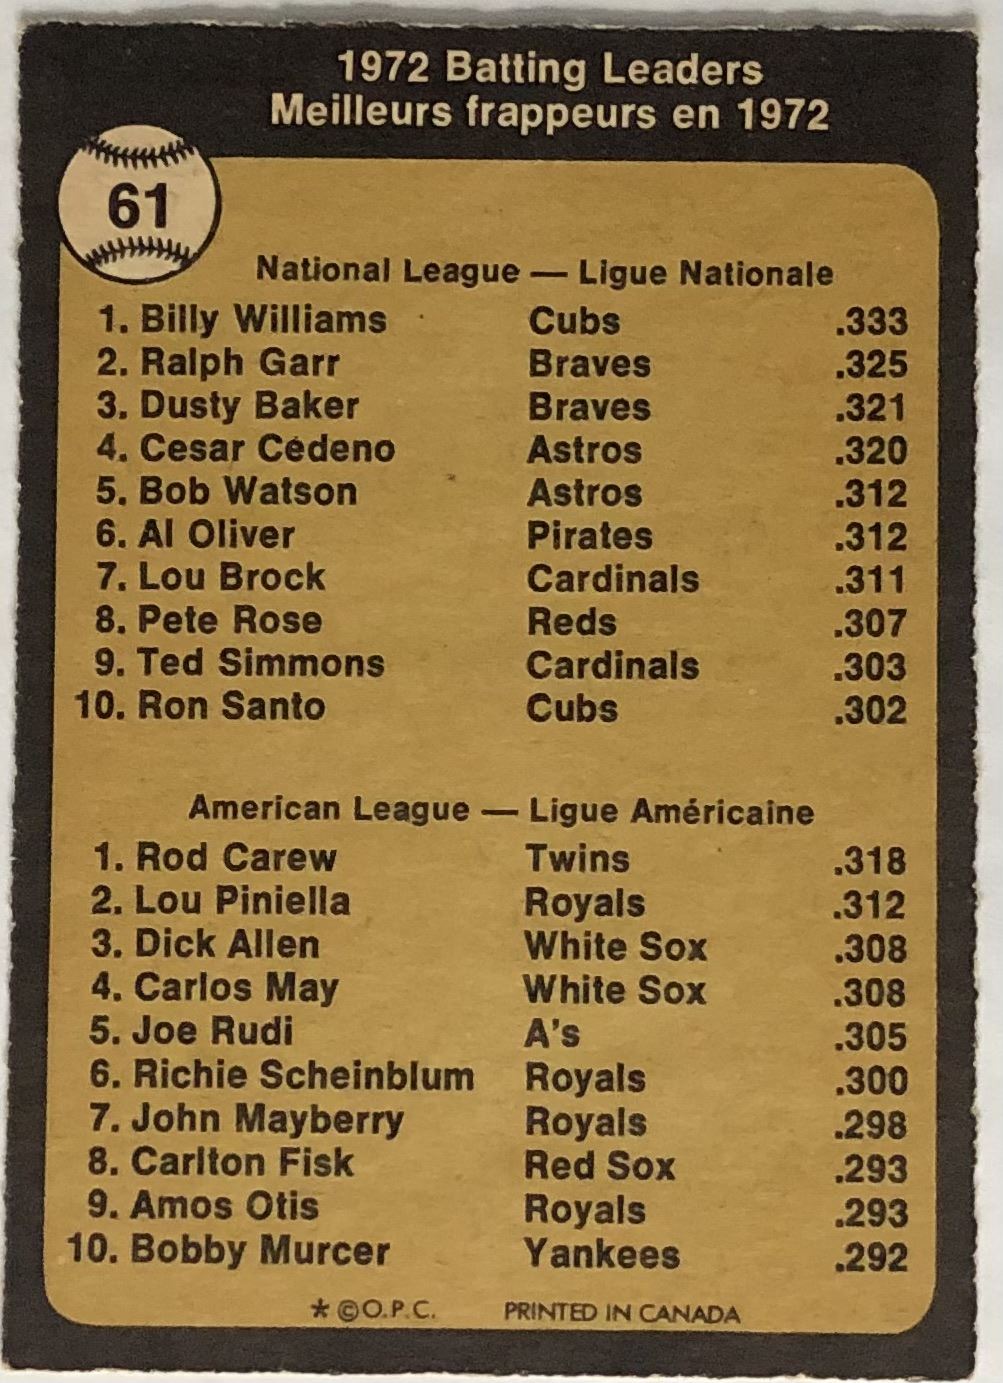 1972 Batting Leaders
Meilleurs frappeurs en 1972
61
National League — Ligue Nationale
1. Billy Williams Cubs .333
2. Ralph Garr Braves .325
3. Dusty Baker Braves .321
4. Cesar Cédeno Astros .320
5. Bob Watson Astros .312
6. Al Oliver Pirates .312
7. Lou Brock Cardinals .311
8. Pete Rose Reds .307
9. Ted Simmons Cardinals .303
10. Ron Santo Cubs .302
American League — Ligue Américaine
1. Rod Carew Twins .318
2. Lou Piniella Royals .312
3. Dick Allen White Sox .308
4. Carlos May White Sox .308
5. Joe Rudi A's .305
6. Richie Scheinblum Royals .300
7. John Mayberry Royals .298
8. Carlton Fisk Red Sox .293
9. Amos Otis Royals .293
10. Bobby Murcer Yankees .292
* ©O.P.C. PRINTED IN CANADA